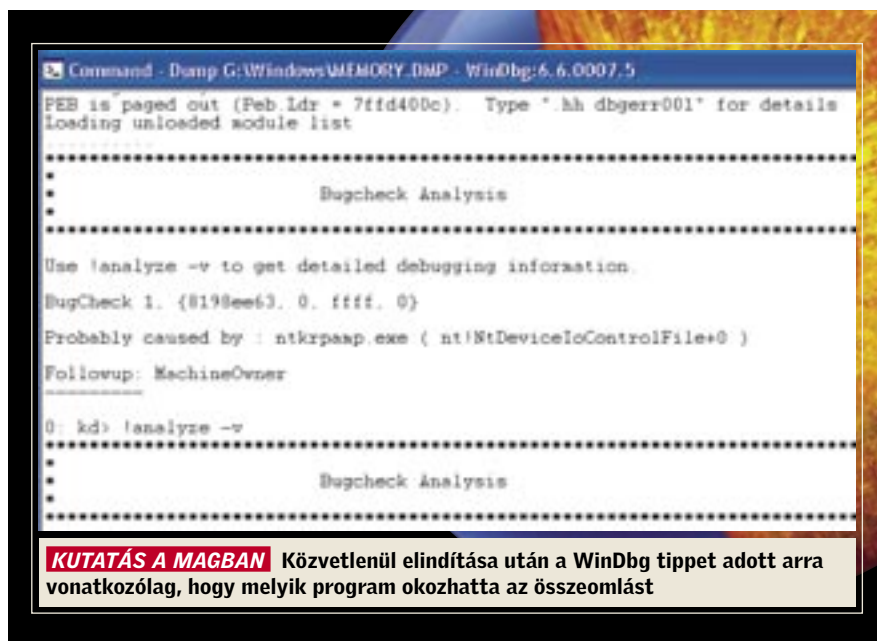 Command - Dump G:\Windows\MEMORY.DMP - WinDbg:6.6.0007.5
PEB is paged out (Peb.Ldr = 7ffd400c). Type ".hh dbgerr001" for details
Loading unloaded module list
..........
*******************************************************************************
*
* Bugcheck Analysis
*
*******************************************************************************
Use !analyze -v to get detailed debugging information.
BugCheck 1, {8198ee63, 0, ffff, 0}
Probably caused by : ntkrpamp.exe ( nt!NtDeviceIoControlFile+0 )
Followup: MachineOwner
---------
0: kd> !analyze -v
*******************************************************************************
*
* Bugcheck Analysis
*
*******************************************************************************
KUTATÁS A MAGBAN Közvetlenül elindítása után a WinDbg tippet adott arra
vonatkozólag, hogy melyik program okozhatta az összeomlást